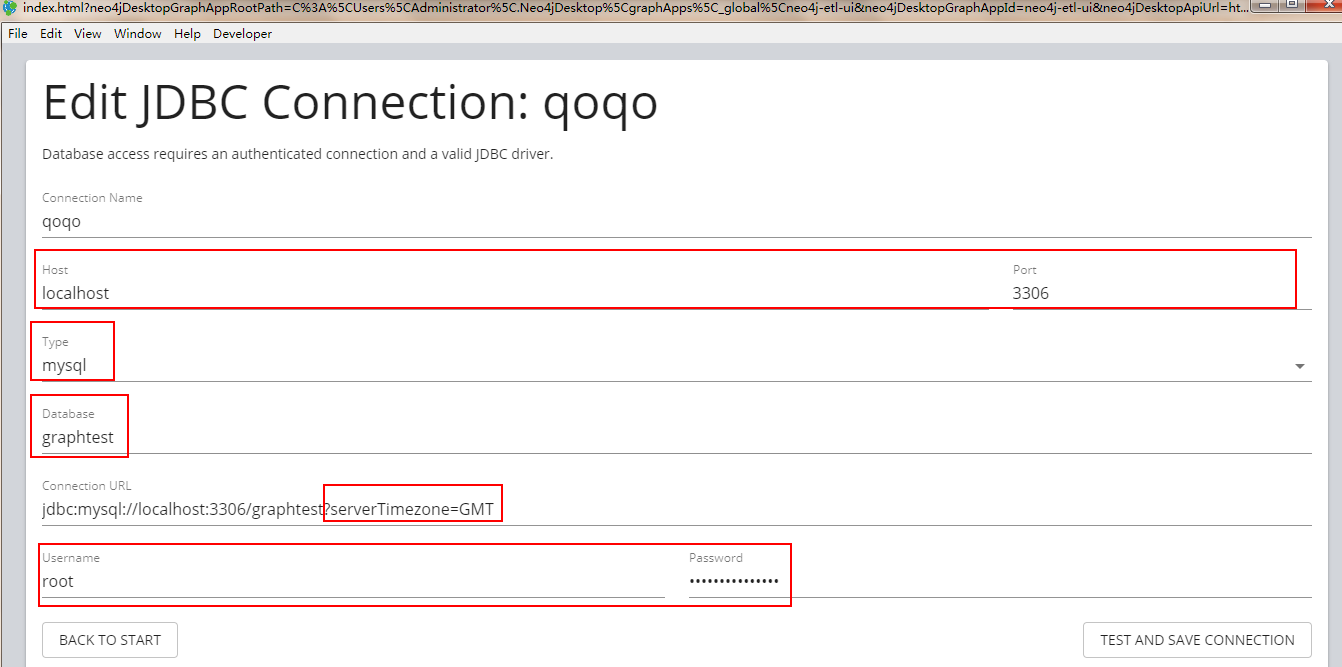 index.html?neo4jDesktopGraphAppRootPath=C%3A%5CUsers%5CAdministrator%5C.Neo4jDesktop%5CgraphApps%5C_global%5Cneo4j-etl-ui&neo4jDesktopGraphAppId=neo4j-etl-ui&neo4jDesktopApiUrl=ht...
File Edit View Window Help Developer
Edit JDBC Connection: qoqo
Database access requires an authenticated connection and a valid JDBC driver.
Connection Name
qoqo
Host Port
localhost 3306
Type
mysql
Database
graphtest
Connection URL
jdbc:mysql://localhost:3306/graphtest?serverTimezone=GMT
Username Password
root •••••••••••••••
BACK TO START TEST AND SAVE CONNECTION